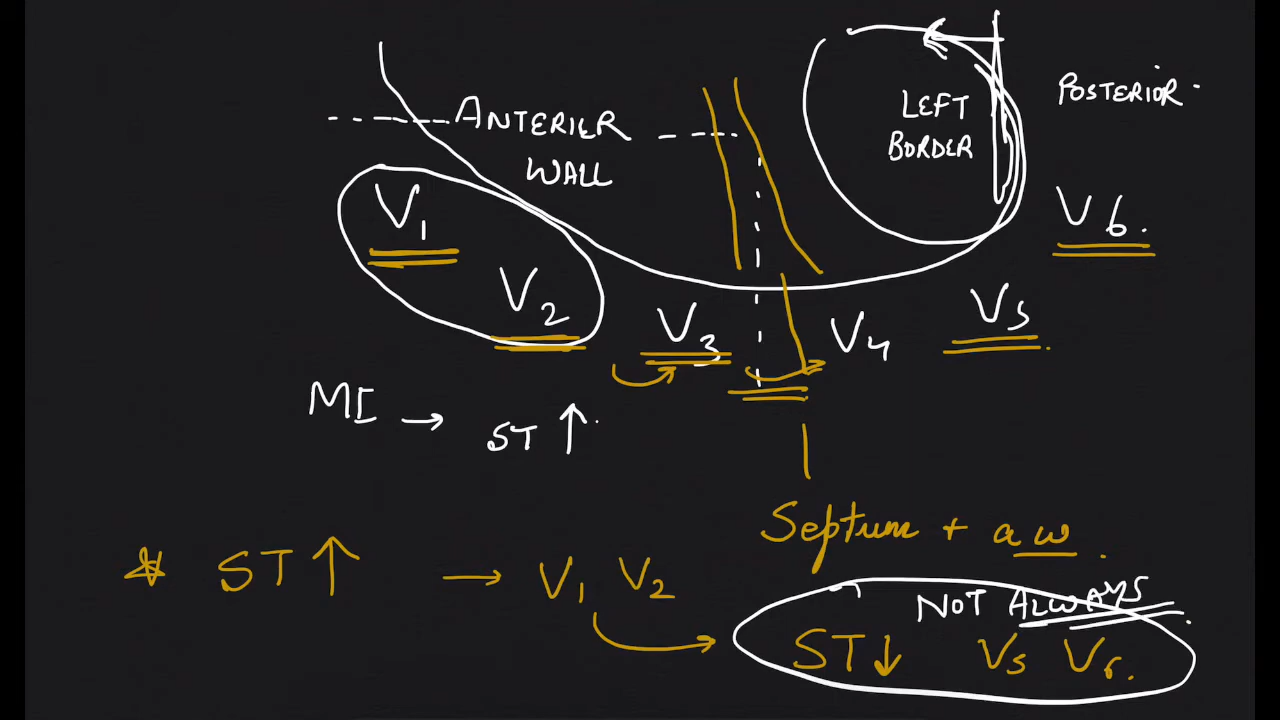 ANTERIER
WALL
LEFT
BORDER
POSTERIOR
V1
V2
V3
V4
V5
V6.
MI → ST ↑
Septum + aw.
ST ↑ → V1 V2
NOT ALWAYS
ST ↓ V5 V6.